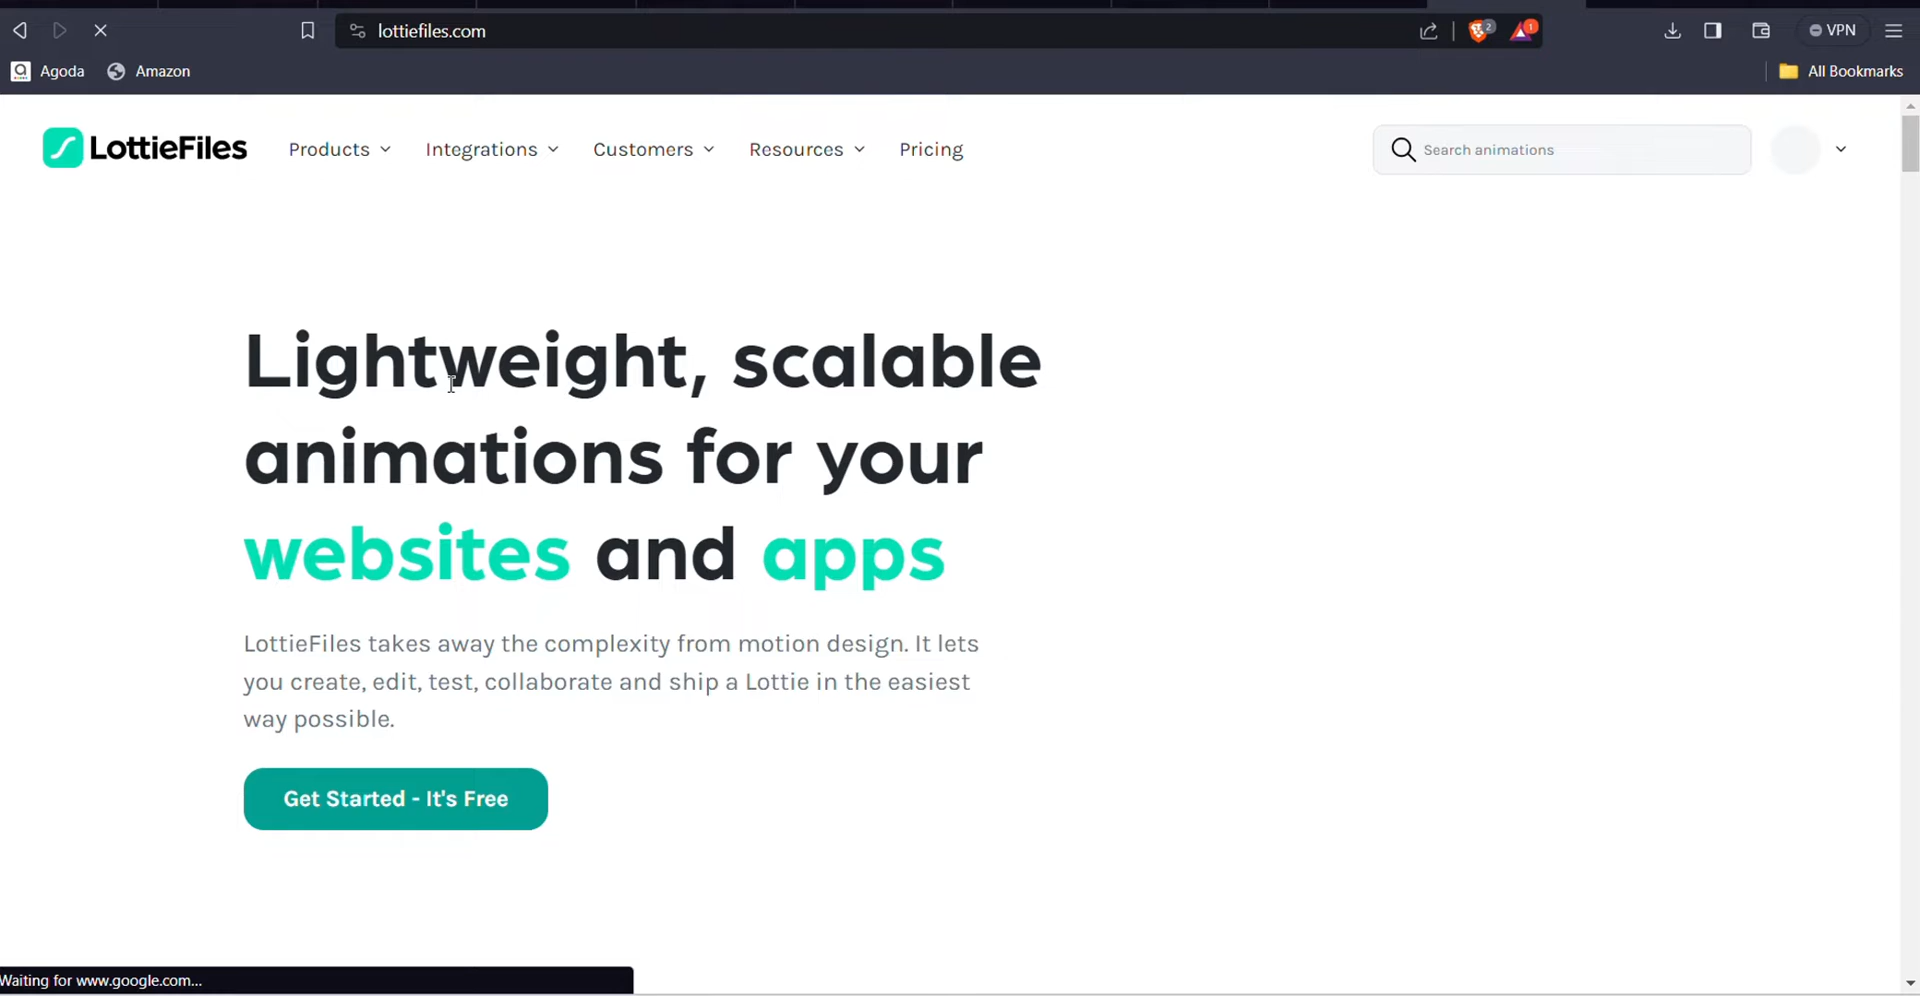 lottiefiles.com
2
1
VPN
Agoda
Amazon
All Bookmarks
LottieFiles
Products
Integrations
Customers
Resources
Pricing
Search animations
Lightweight, scalable
animations for your
websites and apps
LottieFiles takes away the complexity from motion design. It lets
you create, edit, test, collaborate and ship a Lottie in the easiest
way possible.
Get Started - It's Free
Waiting for www.google.com...